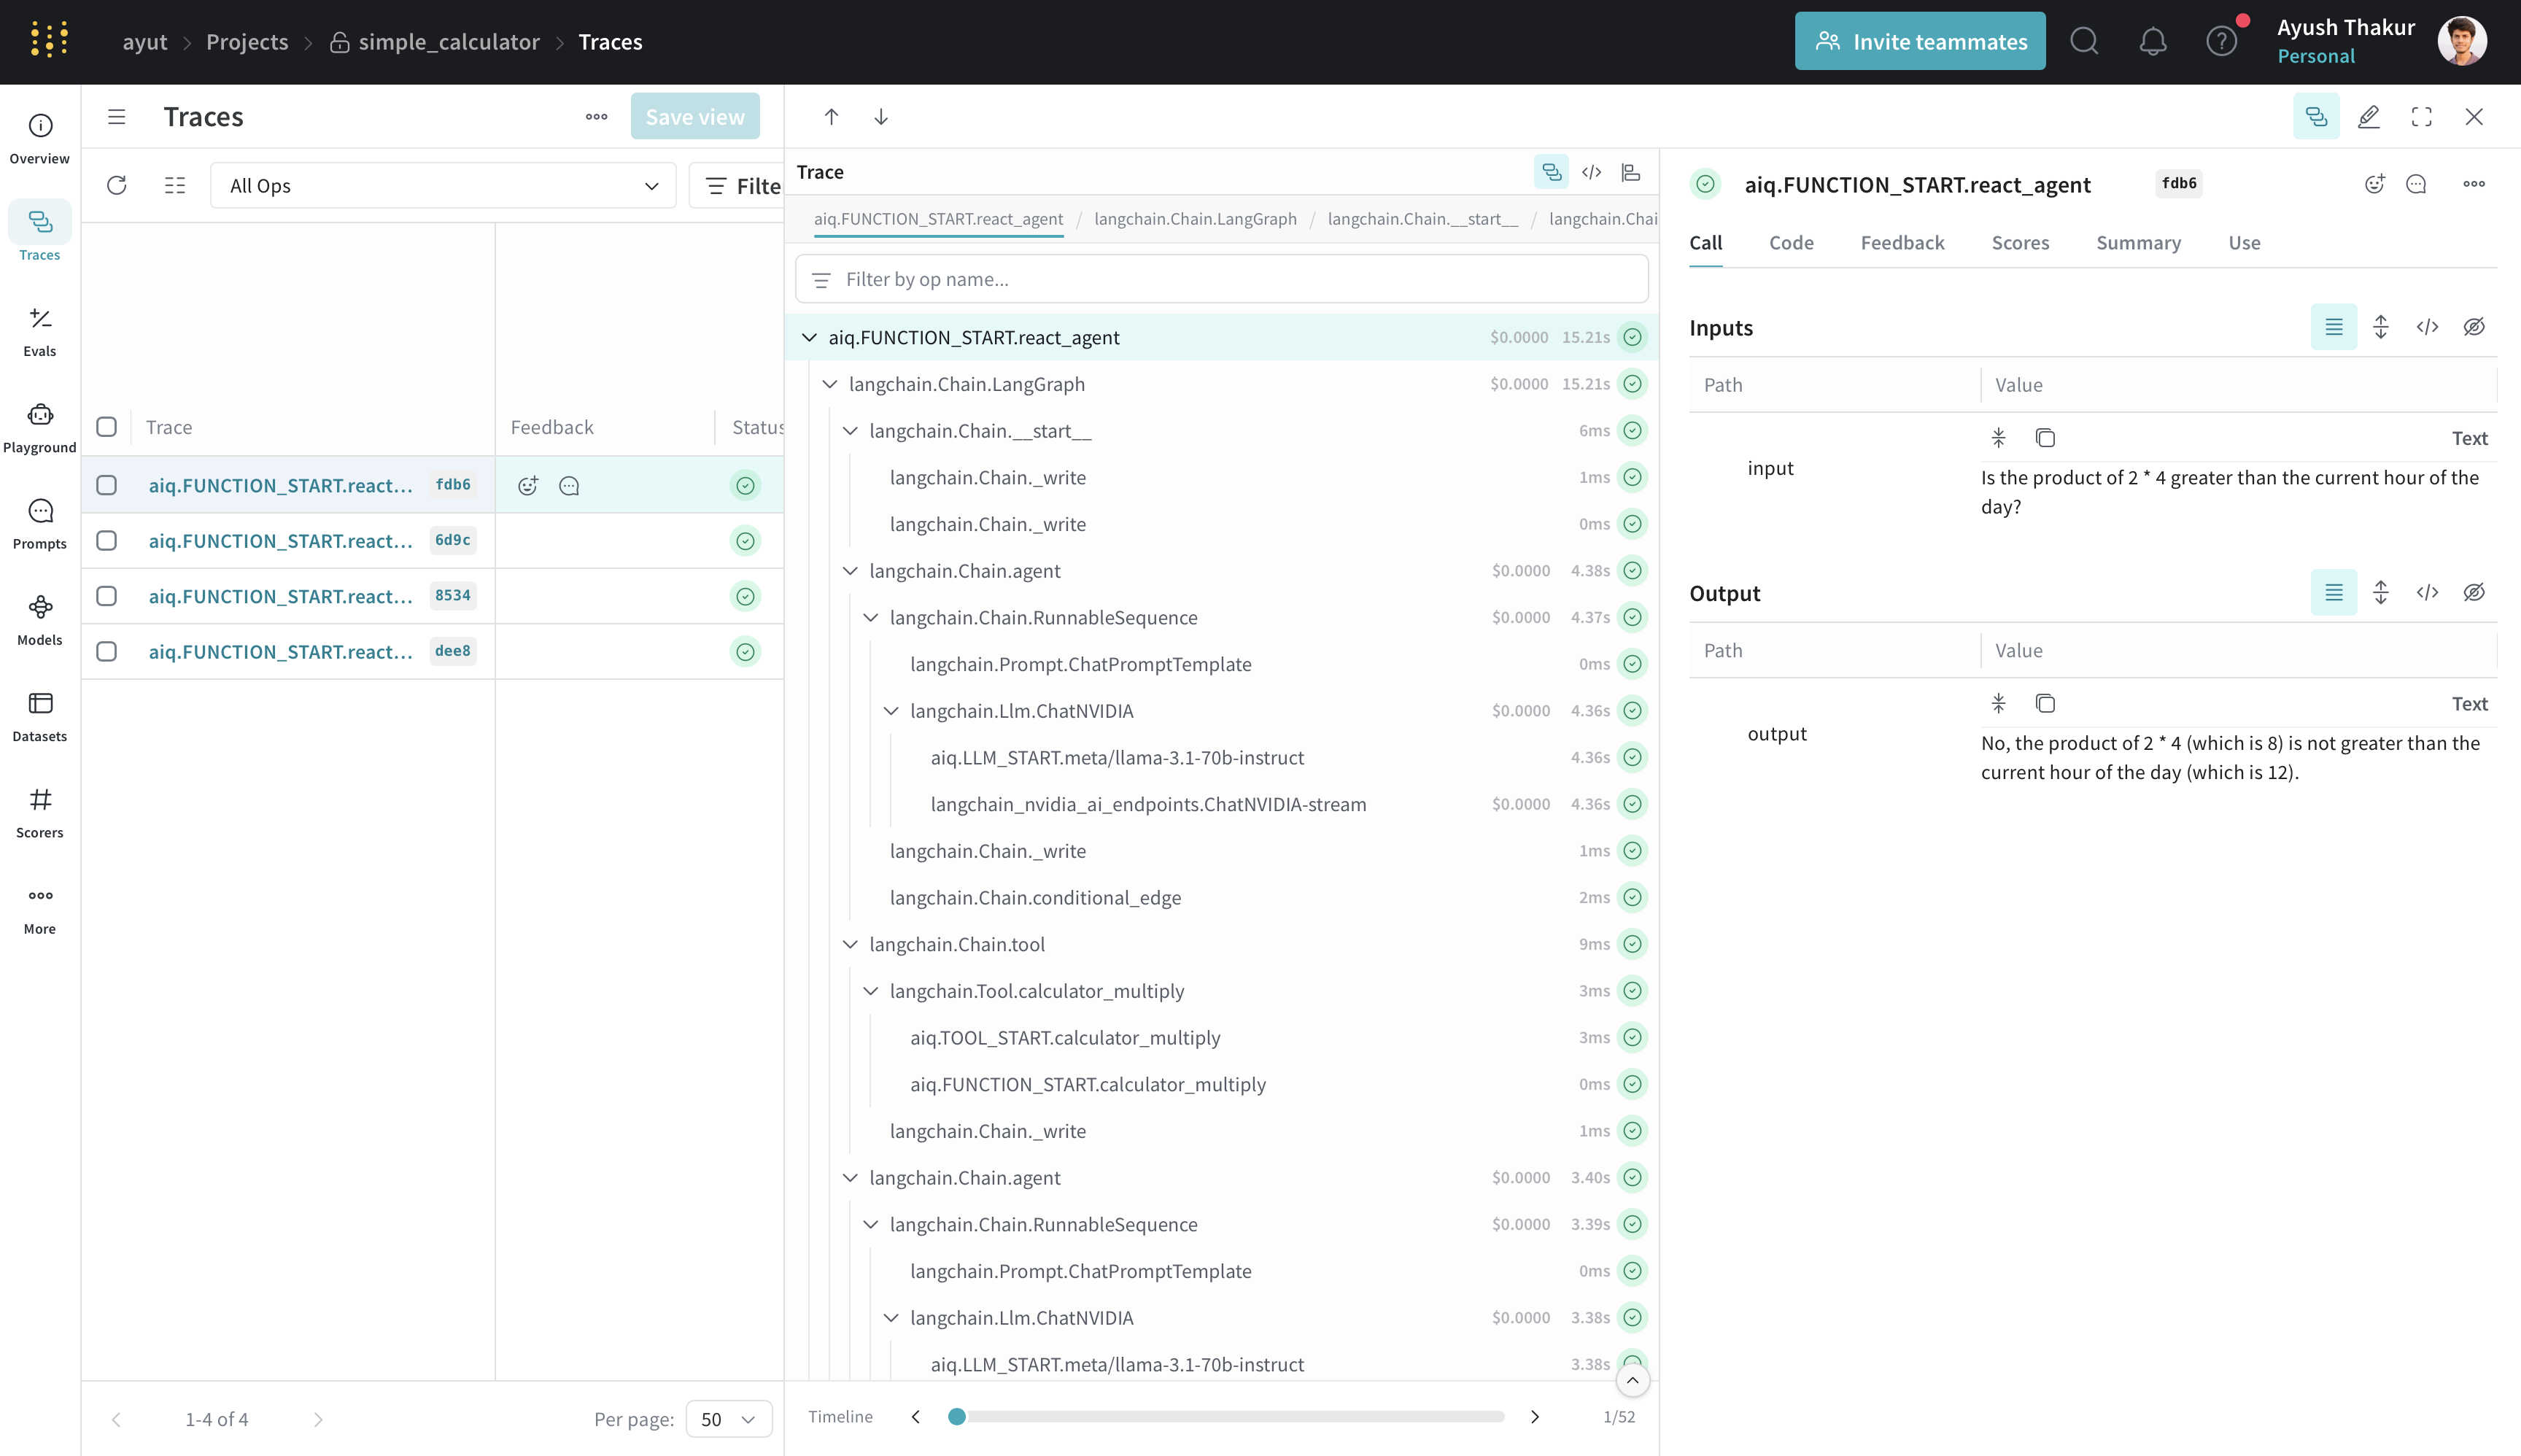 ayut
Projects
simple_calculator
Traces
Invite teammates
Ayush Thakur
Personal
Overview
Traces
Evals
Playground
Prompts
Models
Datasets
Scorers
More
Traces
Save view
All Ops
Filte
Trace
Feedback
Status
aiq.FUNCTION_START.react... fdb6
aiq.FUNCTION_START.react... 6d9c
aiq.FUNCTION_START.react... 8534
aiq.FUNCTION_START.react... dee8
1-4 of 4
Per page: 50
Trace
aiq.FUNCTION_START.react_agent / langchain.Chain.LangGraph / langchain.Chain.__start__ / langchain.Chai
Filter by op name...
aiq.FUNCTION_START.react_agent $0.0000 15.21s
langchain.Chain.LangGraph $0.0000 15.21s
langchain.Chain.__start__ 6ms
langchain.Chain._write 1ms
langchain.Chain._write 0ms
langchain.Chain.agent $0.0000 4.38s
langchain.Chain.RunnableSequence $0.0000 4.37s
langchain.Prompt.ChatPromptTemplate 0ms
langchain.Llm.ChatNVIDIA $0.0000 4.36s
aiq.LLM_START.meta/llama-3.1-70b-instruct 4.36s
langchain_nvidia_ai_endpoints.ChatNVIDIA-stream $0.0000 4.36s
langchain.Chain._write 1ms
langchain.Chain.conditional_edge 2ms
langchain.Chain.tool 9ms
langchain.Tool.calculator_multiply 3ms
aiq.TOOL_START.calculator_multiply 3ms
aiq.FUNCTION_START.calculator_multiply 0ms
langchain.Chain._write 1ms
langchain.Chain.agent $0.0000 3.40s
langchain.Chain.RunnableSequence $0.0000 3.39s
langchain.Prompt.ChatPromptTemplate 0ms
langchain.Llm.ChatNVIDIA $0.0000 3.38s
aiq.LLM_START.meta/llama-3.1-70b-instruct 3.38s
Timeline 1/52
aiq.FUNCTION_START.react_agent fdb6
Call Code Feedback Scores Summary Use
Inputs
Path Value
Text
input
Is the product of 2 * 4 greater than the current hour of the
day?
Output
Path Value
Text
output
No, the product of 2 * 4 (which is 8) is not greater than the
current hour of the day (which is 12).